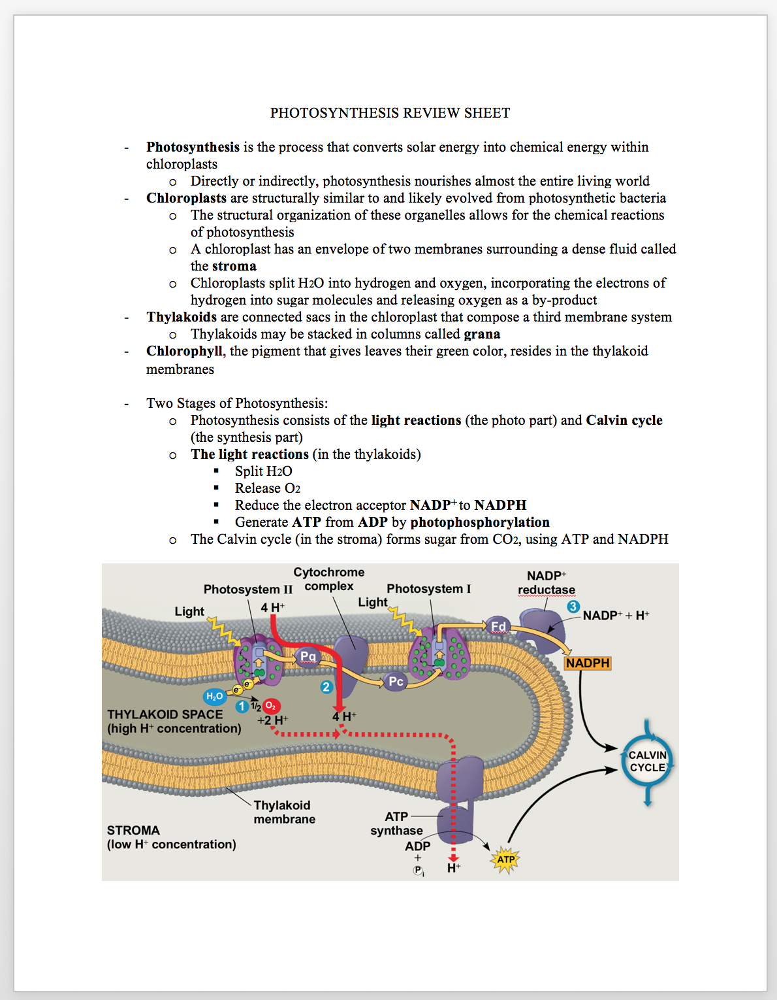 PHOTOSYNTHESIS REVIEW SHEET
- Photosynthesis is the process that converts solar energy into chemical energy within
chloroplasts
o Directly or indirectly, photosynthesis nourishes almost the entire living world
- Chloroplasts are structurally similar to and likely evolved from photosynthetic bacteria
o The structural organization of these organelles allows for the chemical reactions
of photosynthesis
o A chloroplast has an envelope of two membranes surrounding a dense fluid called
the stroma
o Chloroplasts split H2O into hydrogen and oxygen, incorporating the electrons of
hydrogen into sugar molecules and releasing oxygen as a by-product
- Thylakoids are connected sacs in the chloroplast that compose a third membrane system
o Thylakoids may be stacked in columns called grana
- Chlorophyll, the pigment that gives leaves their green color, resides in the thylakoid
membranes
- Two Stages of Photosynthesis:
o Photosynthesis consists of the light reactions (the photo part) and Calvin cycle
(the synthesis part)
o The light reactions (in the thylakoids)
▪ Split H2O
▪ Release O2
▪ Reduce the electron acceptor NADP+ to NADPH
▪ Generate ATP from ADP by photophosphorylation
o The Calvin cycle (in the stroma) forms sugar from CO2, using ATP and NADPH
Cytochrome
complex
Photosystem II
Photosystem I
NADP+
reductase
Light
4 H+
Light
3
NADP+ + H+
Fd
Pq
NADPH
Pc
2
e-
e-
H2O
1
1/2
O2
+2 H+
4 H+
THYLAKOID SPACE
(high H+ concentration)
CALVIN
CYCLE
Thylakoid
membrane
STROMA
(low H+ concentration)
ATP
synthase
ADP
+
Pi
H+
ATP